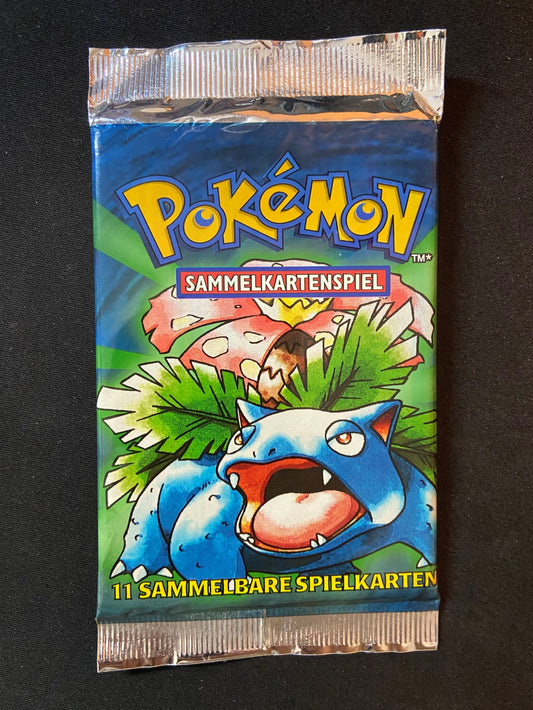 POKéMON
TM*
SAMMELKARTENSPIEL
11 SAMMELBARE SPIELKARTEN